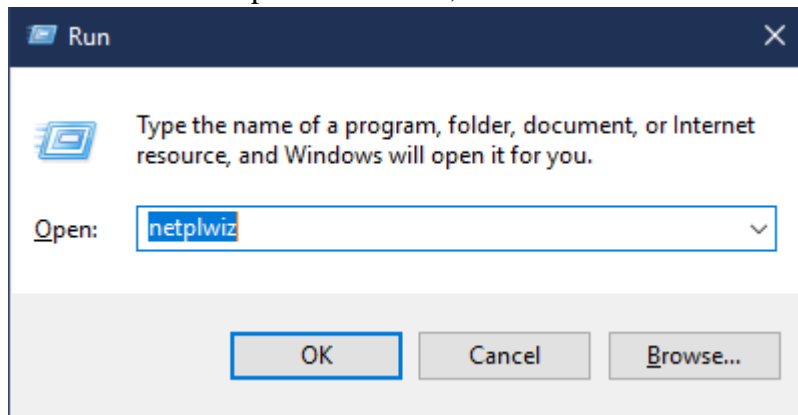 Run
Type the name of a program, folder, document, or Internet
resource, and Windows will open it for you.
Open:
netplwiz
OK
Cancel
Browse...